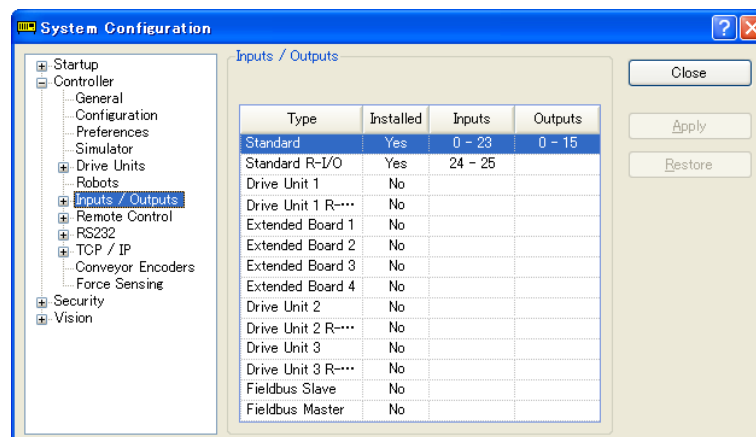 System Configuration
Startup
Controller
General
Configuration
Preferences
Simulator
Drive Units
Robots
Inputs / Outputs
Remote Control
RS232
TCP / IP
Conveyor Encoders
Force Sensing
Security
Vision
Inputs / Outputs
Type Installed Inputs Outputs
Standard Yes 0 - 23 0 - 15
Standard R-I/O Yes 24 - 25
Drive Unit 1 No
Drive Unit 1 R-··· No
Extended Board 1 No
Extended Board 2 No
Extended Board 3 No
Extended Board 4 No
Drive Unit 2 No
Drive Unit 2 R-··· No
Drive Unit 3 No
Drive Unit 3 R-··· No
Fieldbus Slave No
Fieldbus Master No
Close
Apply
Restore